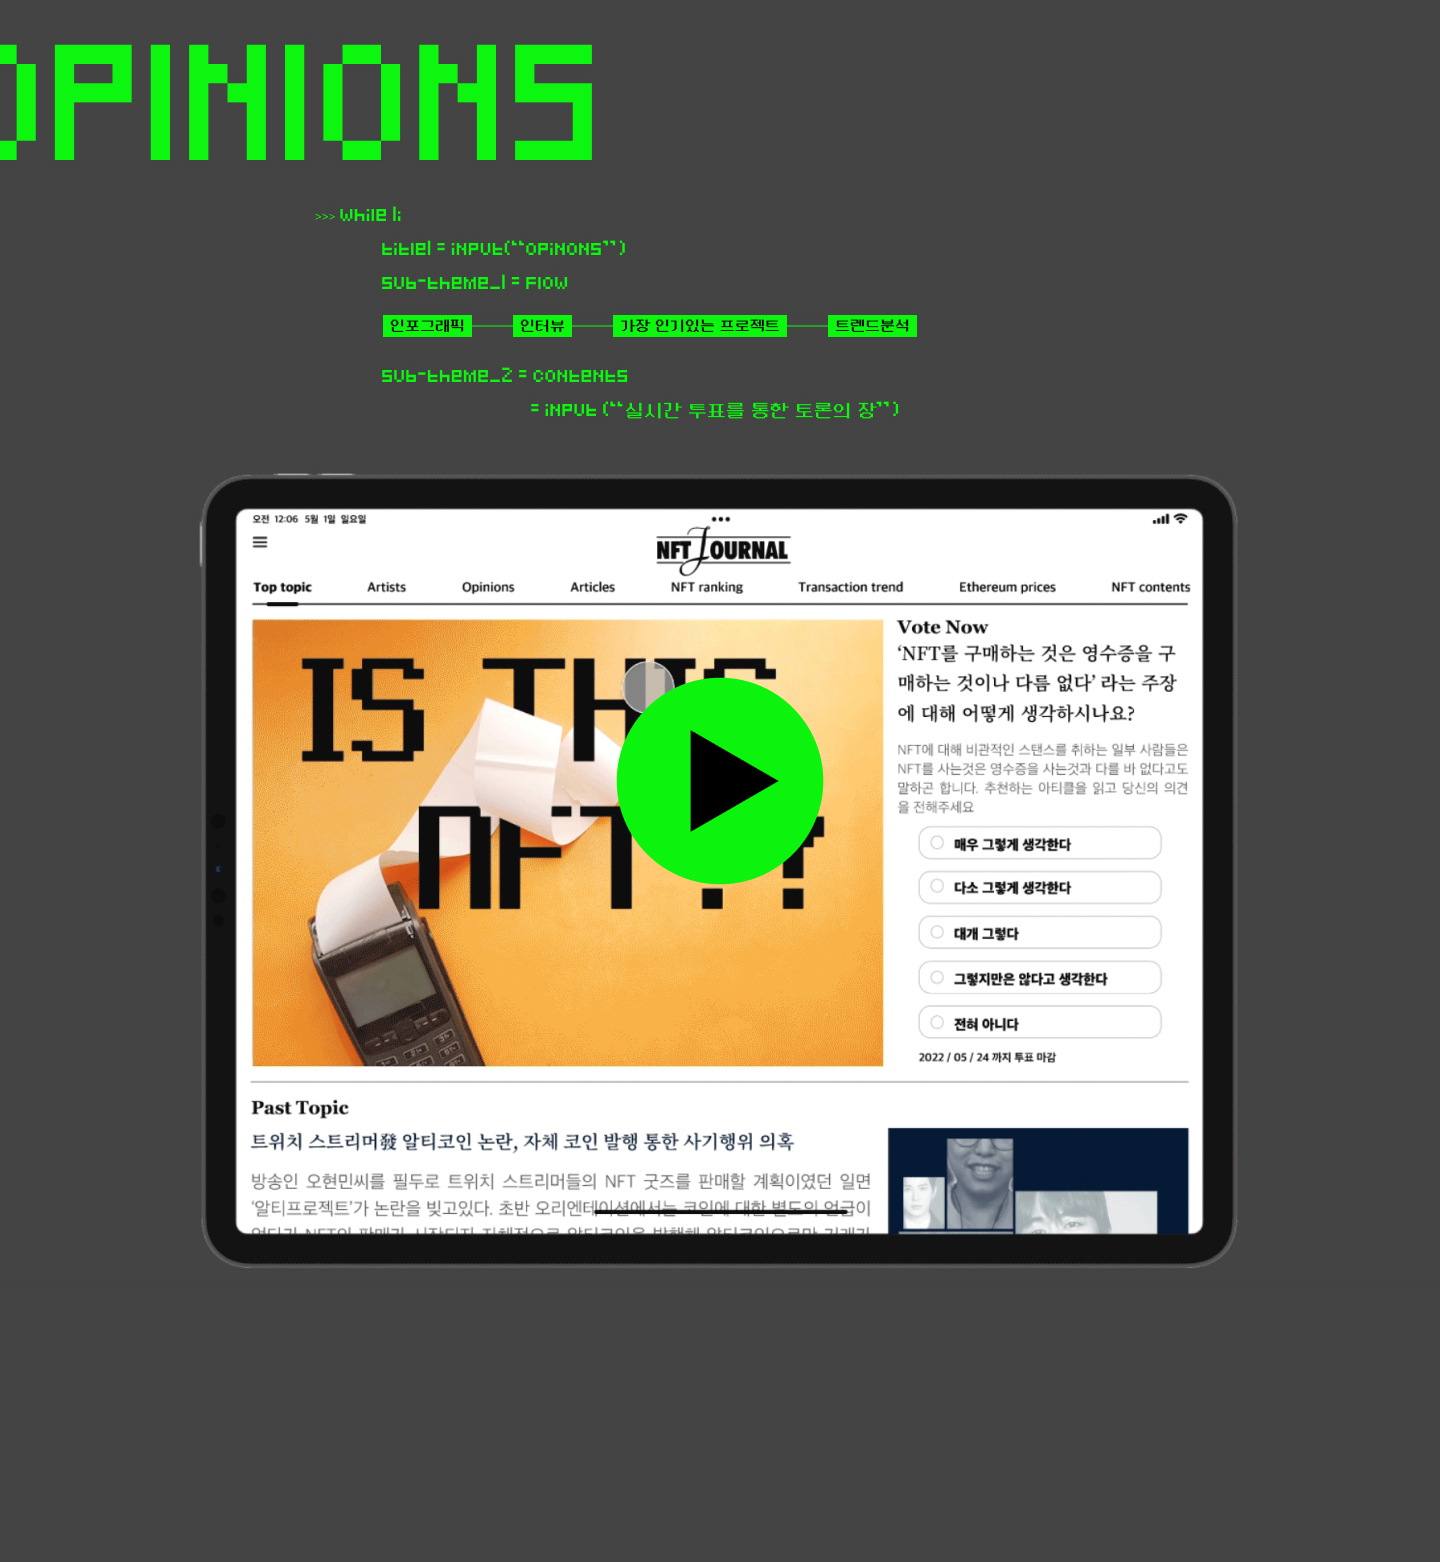 OPINIONS
>>> while 1:
title1 = input(“OPiNONS”)
sub-theme_1 = Flow
인포그래픽 인터뷰 가장 인기있는 프로젝트 트렌드분석
sub-theme_2 = contents
= input (“실시간 투표를 통한 토론의 장”)
오전 12:06 5월 1일 일요일
NFT JOURNAL
Top topic Artists Opinions Articles NFT ranking Transaction trend Ethereum prices NFT contents
IS THIS
NFT ??
Vote Now
‘NFT를 구매하는 것은 영수증을 구
매하는 것이나 다름 없다’ 라는 주장
에 대해 어떻게 생각하시나요?
NFT에 대해 비관적인 스탠스를 취하는 일부 사람들은
NFT를 사는것은 영수증을 사는것과 다를 바 없다고도
말하곤 합니다. 추천하는 아티클을 읽고 당신의 의견
을 전해주세요
매우 그렇게 생각한다
다소 그렇게 생각한다
대개 그렇다
그렇지만은 않다고 생각한다
전혀 아니다
2022 / 05 / 24 까지 투표 마감
Past Topic
트위치 스트리머發 알티코인 논란, 자체 코인 발행 통한 사기행위 의혹
방송인 오현민씨를 필두로 트위치 스트리머들의 NFT 굿즈를 판매할 계획이였던 일면
‘알티프로젝트’가 논란을 빚고있다. 초반 오리엔테이션에서는 코인에 대한 별도의 언급이